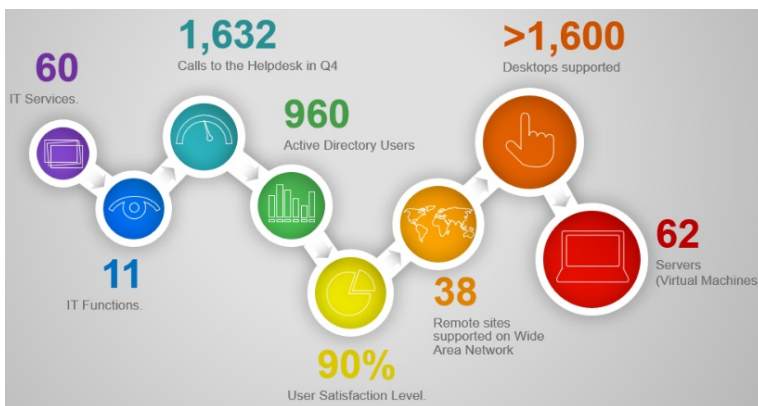 60
IT Services.
11
IT Functions.
1,632
Calls to the Helpdesk in Q4
960
Active Directory Users
90%
User Satisfaction Level.
38
Remote sites
supported on Wide
Area Network
>1,600
Desktops supported
62
Servers
(Virtual Machines